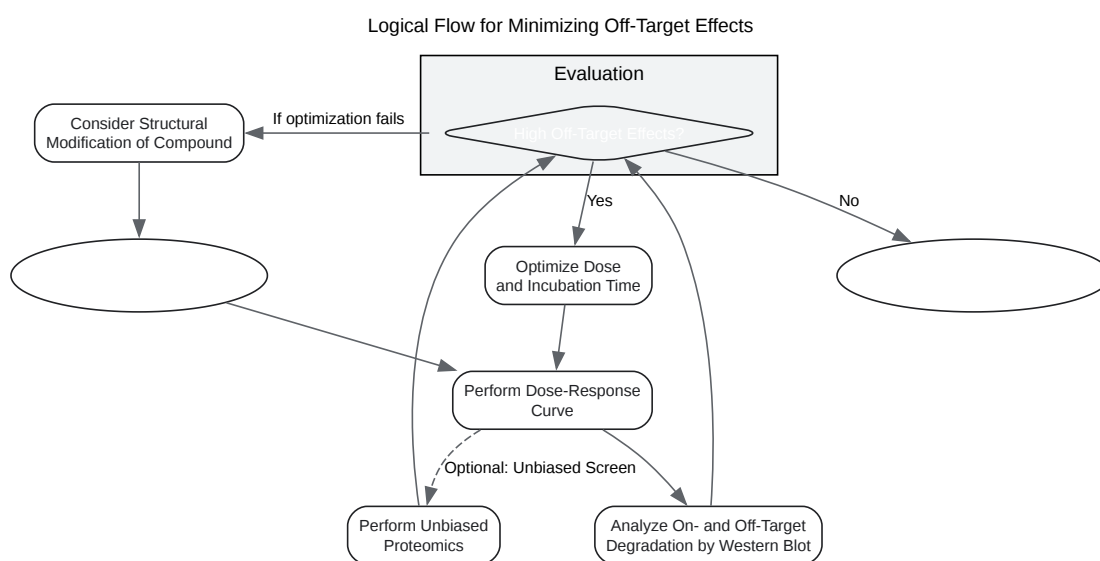 Logical Flow for Minimizing Off-Target Effects
Evaluation
High Off-Target Effects?
Consider Structural
Modification of Compound
If optimization fails
Yes
No
Optimize Dose
and Incubation Time
Perform Dose-Response
Curve
Optional: Unbiased Screen
Perform Unbiased
Proteomics
Analyze On- and Off-Target
Degradation by Western Blot